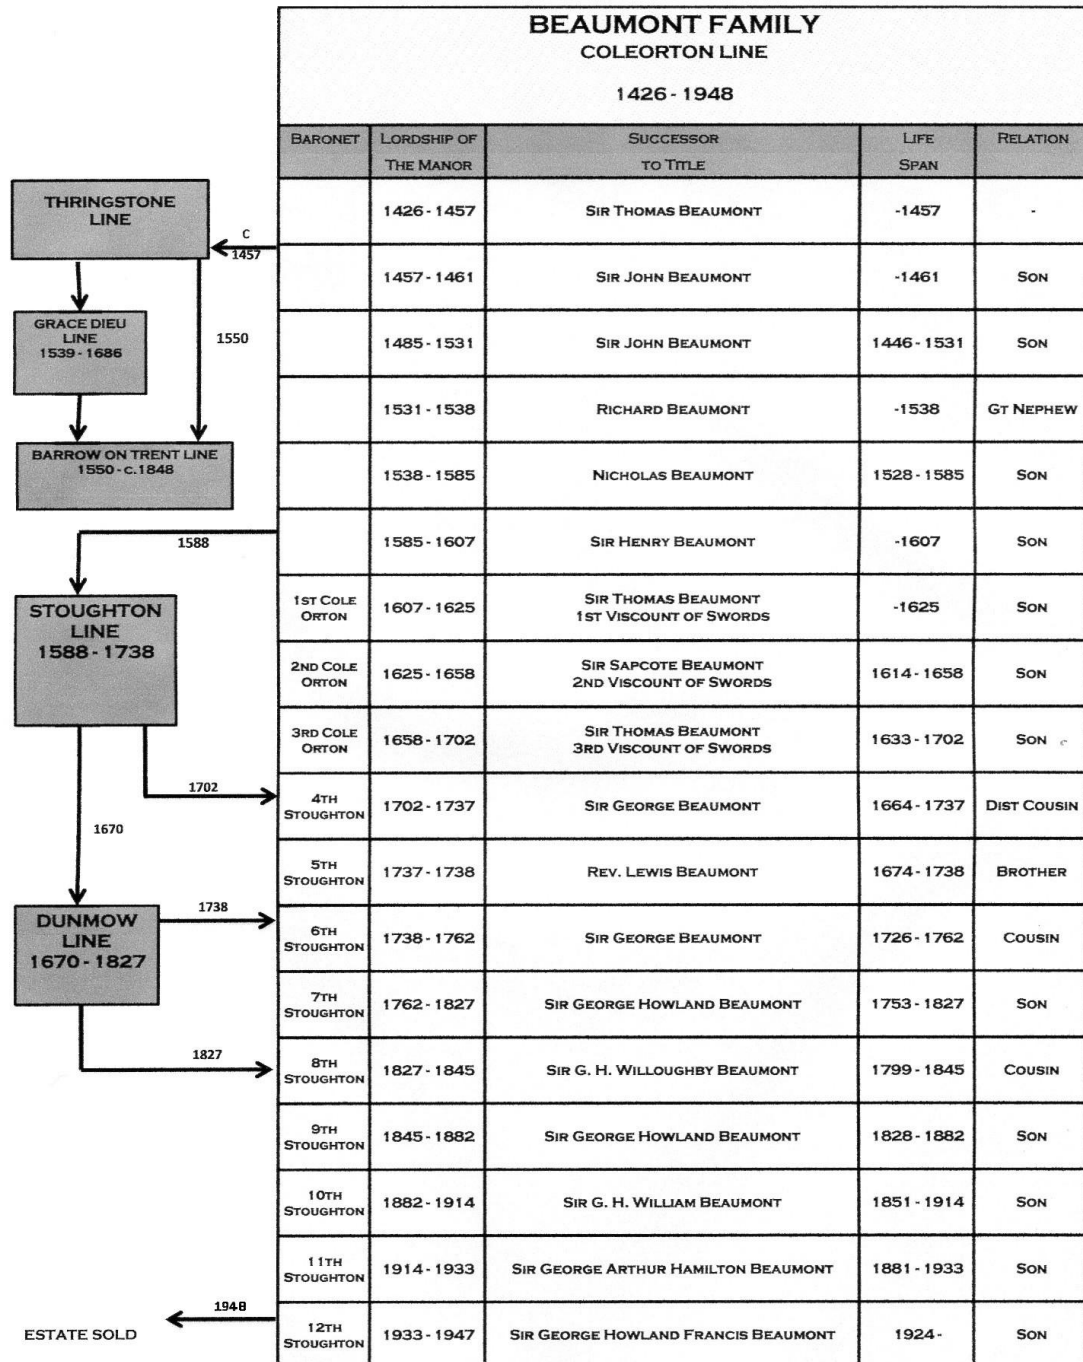 BEAUMONT FAMILY
COLEORTON LINE
1426 - 1948
BARONET LORDSHIP OF THE MANOR SUCCESSOR TO TITLE LIFE SPAN RELATION
1426 - 1457 SIR THOMAS BEAUMONT -1457 -
1457 - 1461 SIR JOHN BEAUMONT -1461 SON
1485 - 1531 SIR JOHN BEAUMONT 1446 - 1531 SON
1531 - 1538 RICHARD BEAUMONT -1538 GT NEPHEW
1538 - 1585 NICHOLAS BEAUMONT 1528 - 1585 SON
1585 - 1607 SIR HENRY BEAUMONT -1607 SON
1ST COLE ORTON 1607 - 1625 SIR THOMAS BEAUMONT 1ST VISCOUNT OF SWORDS -1625 SON
2ND COLE ORTON 1625 - 1658 SIR SAPCOTE BEAUMONT 2ND VISCOUNT OF SWORDS 1614 - 1658 SON
3RD COLE ORTON 1658 - 1702 SIR THOMAS BEAUMONT 3RD VISCOUNT OF SWORDS 1633 - 1702 SON
4TH STOUGHTON 1702 - 1737 SIR GEORGE BEAUMONT 1664 - 1737 DIST COUSIN
5TH STOUGHTON 1737 - 1738 REV. LEWIS BEAUMONT 1674 - 1738 BROTHER
6TH STOUGHTON 1738 - 1762 SIR GEORGE BEAUMONT 1726 - 1762 COUSIN
7TH STOUGHTON 1762 - 1827 SIR GEORGE HOWLAND BEAUMONT 1753 - 1827 SON
8TH STOUGHTON 1827 - 1845 SIR G. H. WILLOUGHBY BEAUMONT 1799 - 1845 COUSIN
9TH STOUGHTON 1845 - 1882 SIR GEORGE HOWLAND BEAUMONT 1828 - 1882 SON
10TH STOUGHTON 1882 - 1914 SIR G. H. WILLIAM BEAUMONT 1851 - 1914 SON
11TH STOUGHTON 1914 - 1933 SIR GEORGE ARTHUR HAMILTON BEAUMONT 1881 - 1933 SON
12TH STOUGHTON 1933 - 1947 SIR GEORGE HOWLAND FRANCIS BEAUMONT 1924 - SON
THRINGSTONE
LINE
C
1457
GRACE DIEU
LINE
1539 - 1686
1550
BARROW ON TRENT LINE
1550 - c.1848
1588
STOUGHTON
LINE
1588 - 1738
1702
1670
DUNMOW
LINE
1670 - 1827
1738
1827
1948
ESTATE SOLD